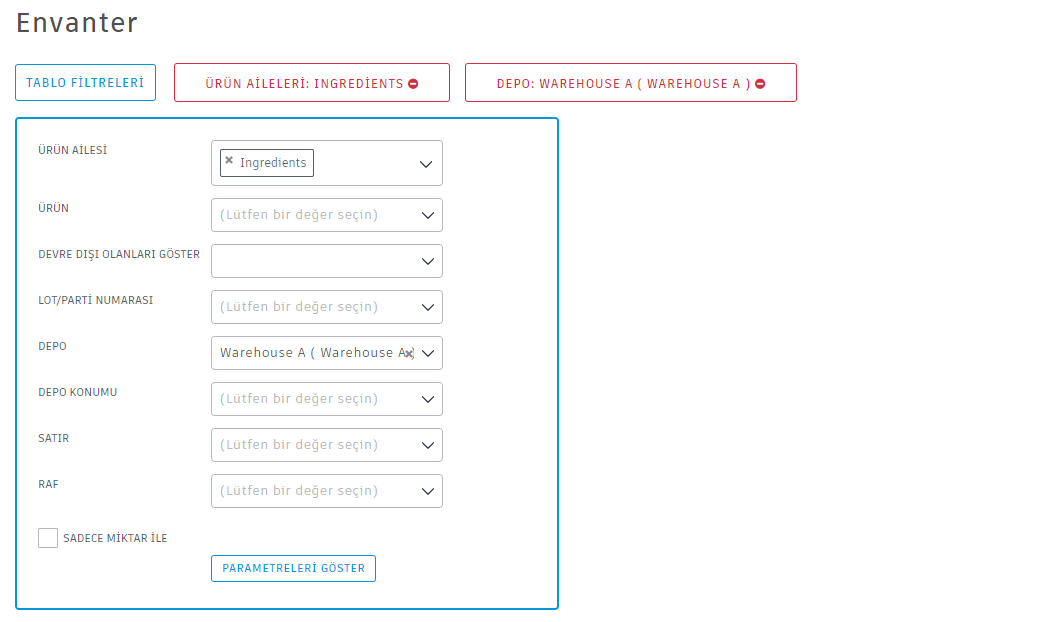 Envanter
TABLO FİLTRELERİ
ÜRÜN AİLELERİ: INGREDİENTS
DEPO: WAREHOUSE A ( WAREHOUSE A )
ÜRÜN AİLESİ
Ingredients
ÜRÜN
(Lütfen bir değer seçin)
DEVRE DIŞI OLANLARI GÖSTER
LOT/PARTİ NUMARASI
(Lütfen bir değer seçin)
DEPO
Warehouse A ( Warehouse A )
DEPO KONUMU
(Lütfen bir değer seçin)
SATIR
(Lütfen bir değer seçin)
RAF
(Lütfen bir değer seçin)
SADECE MİKTAR İLE
PARAMETRELERİ GÖSTER